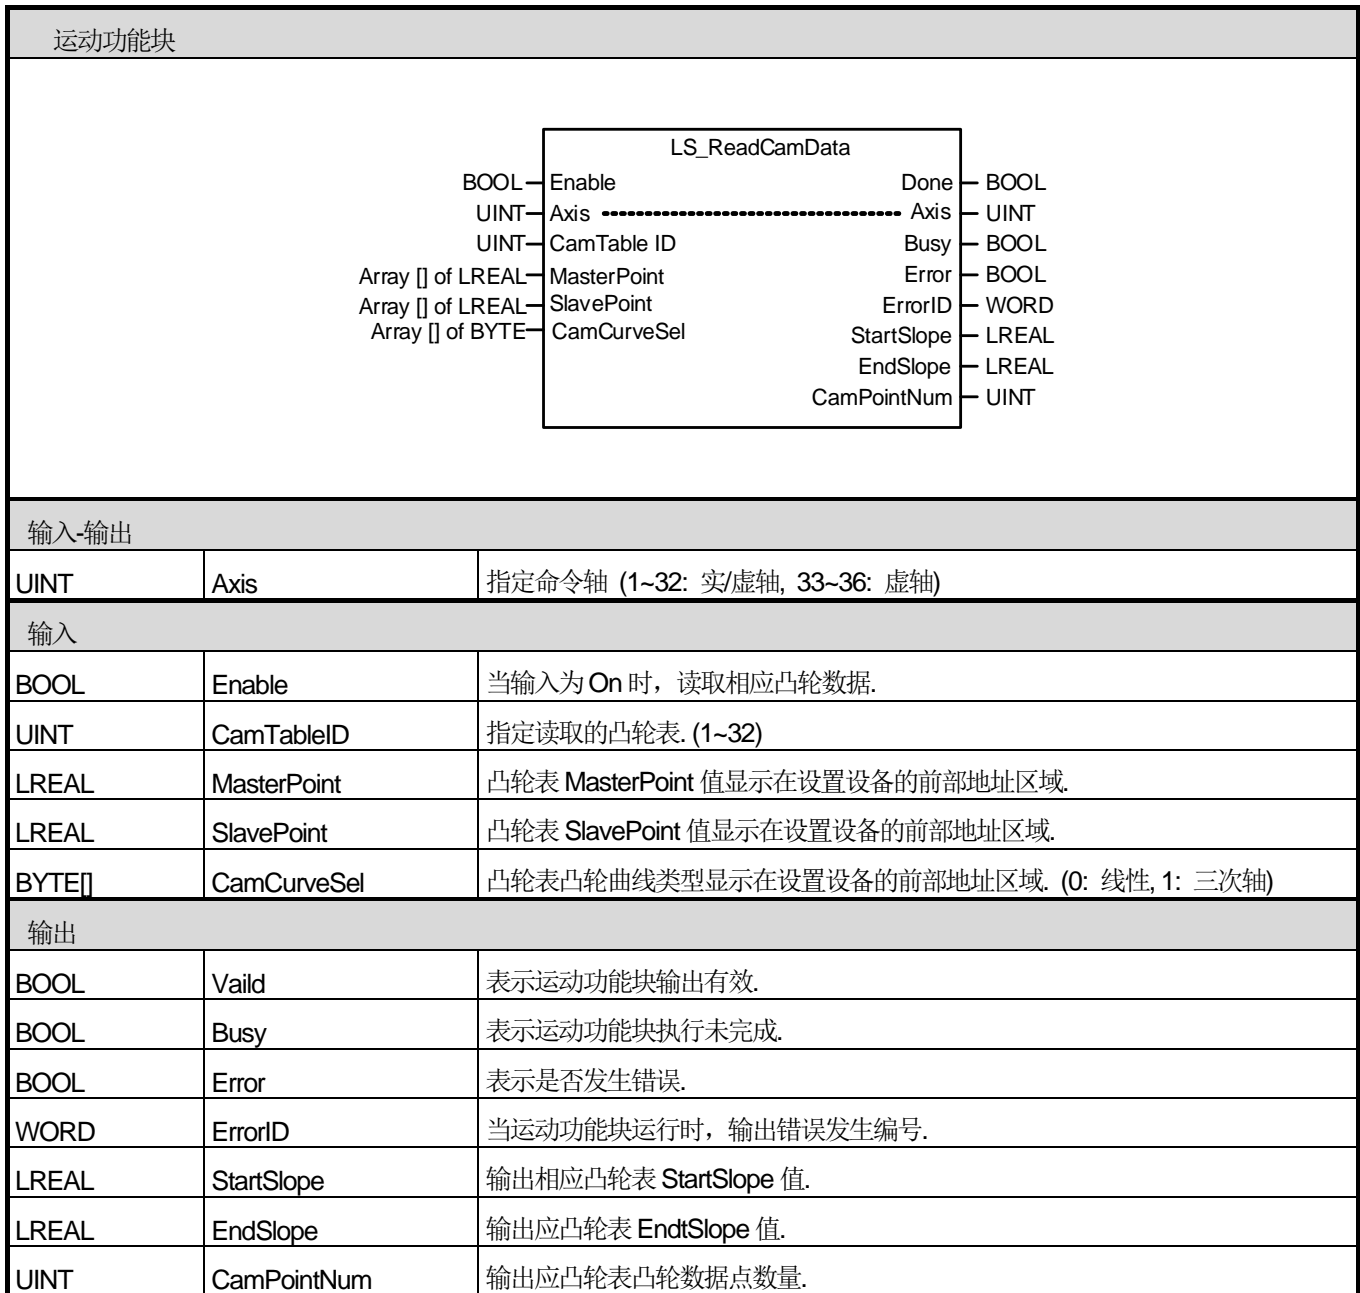 运动功能块
LS_ReadCamData
BOOL Enable Done BOOL
UINT Axis Axis UINT
UINT CamTable ID Busy BOOL
Array [] of LREAL MasterPoint Error BOOL
Array [] of LREAL SlavePoint ErrorID WORD
Array [] of BYTE CamCurveSel StartSlope LREAL
EndSlope LREAL
CamPointNum UINT
输入-输出
UINT Axis 指定命令轴 (1~32: 实/虚轴, 33~36: 虚轴)
输入
BOOL Enable 当输入为 On 时，读取相应凸轮数据.
UINT CamTableID 指定读取的凸轮表. (1~32)
LREAL MasterPoint 凸轮表 MasterPoint 值显示在设置设备的前部地址区域.
LREAL SlavePoint 凸轮表 SlavePoint 值显示在设置设备的前部地址区域.
BYTE[] CamCurveSel 凸轮表凸轮曲线类型显示在设置设备的前部地址区域. (0: 线性, 1: 三次轴)
输出
BOOL Vaild 表示运动功能块输出有效.
BOOL Busy 表示运动功能块执行未完成.
BOOL Error 表示是否发生错误.
WORD ErrorID 当运动功能块运行时，输出错误发生编号.
LREAL StartSlope 输出相应凸轮表 StartSlope 值.
LREAL EndSlope 输出应凸轮表 EndtSlope 值.
UINT CamPointNum 输出应凸轮表凸轮数据点数量.